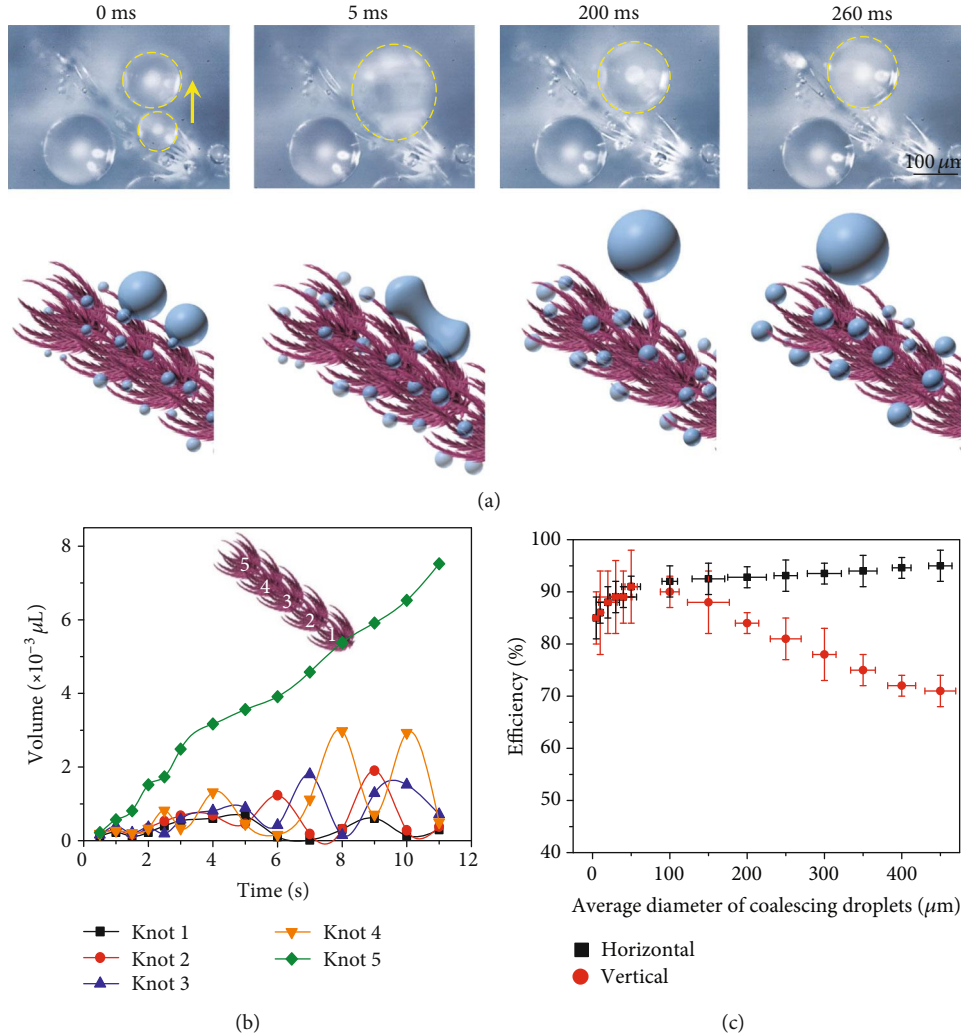 0 ms
5 ms
200 ms
260 ms
100 μm
(a)
8
6
4
2
0
Volume (×10⁻³ μL)
5
4
3
2
1
0
2
4
6
8
10
12
Time (s)
Knot 1
Knot 2
Knot 3
Knot 4
Knot 5
(b)
100
90
80
70
60
50
40
Efficiency (%)
0
100
200
300
400
Average diameter of coalescing droplets (μm)
Horizontal
Vertical
(c)